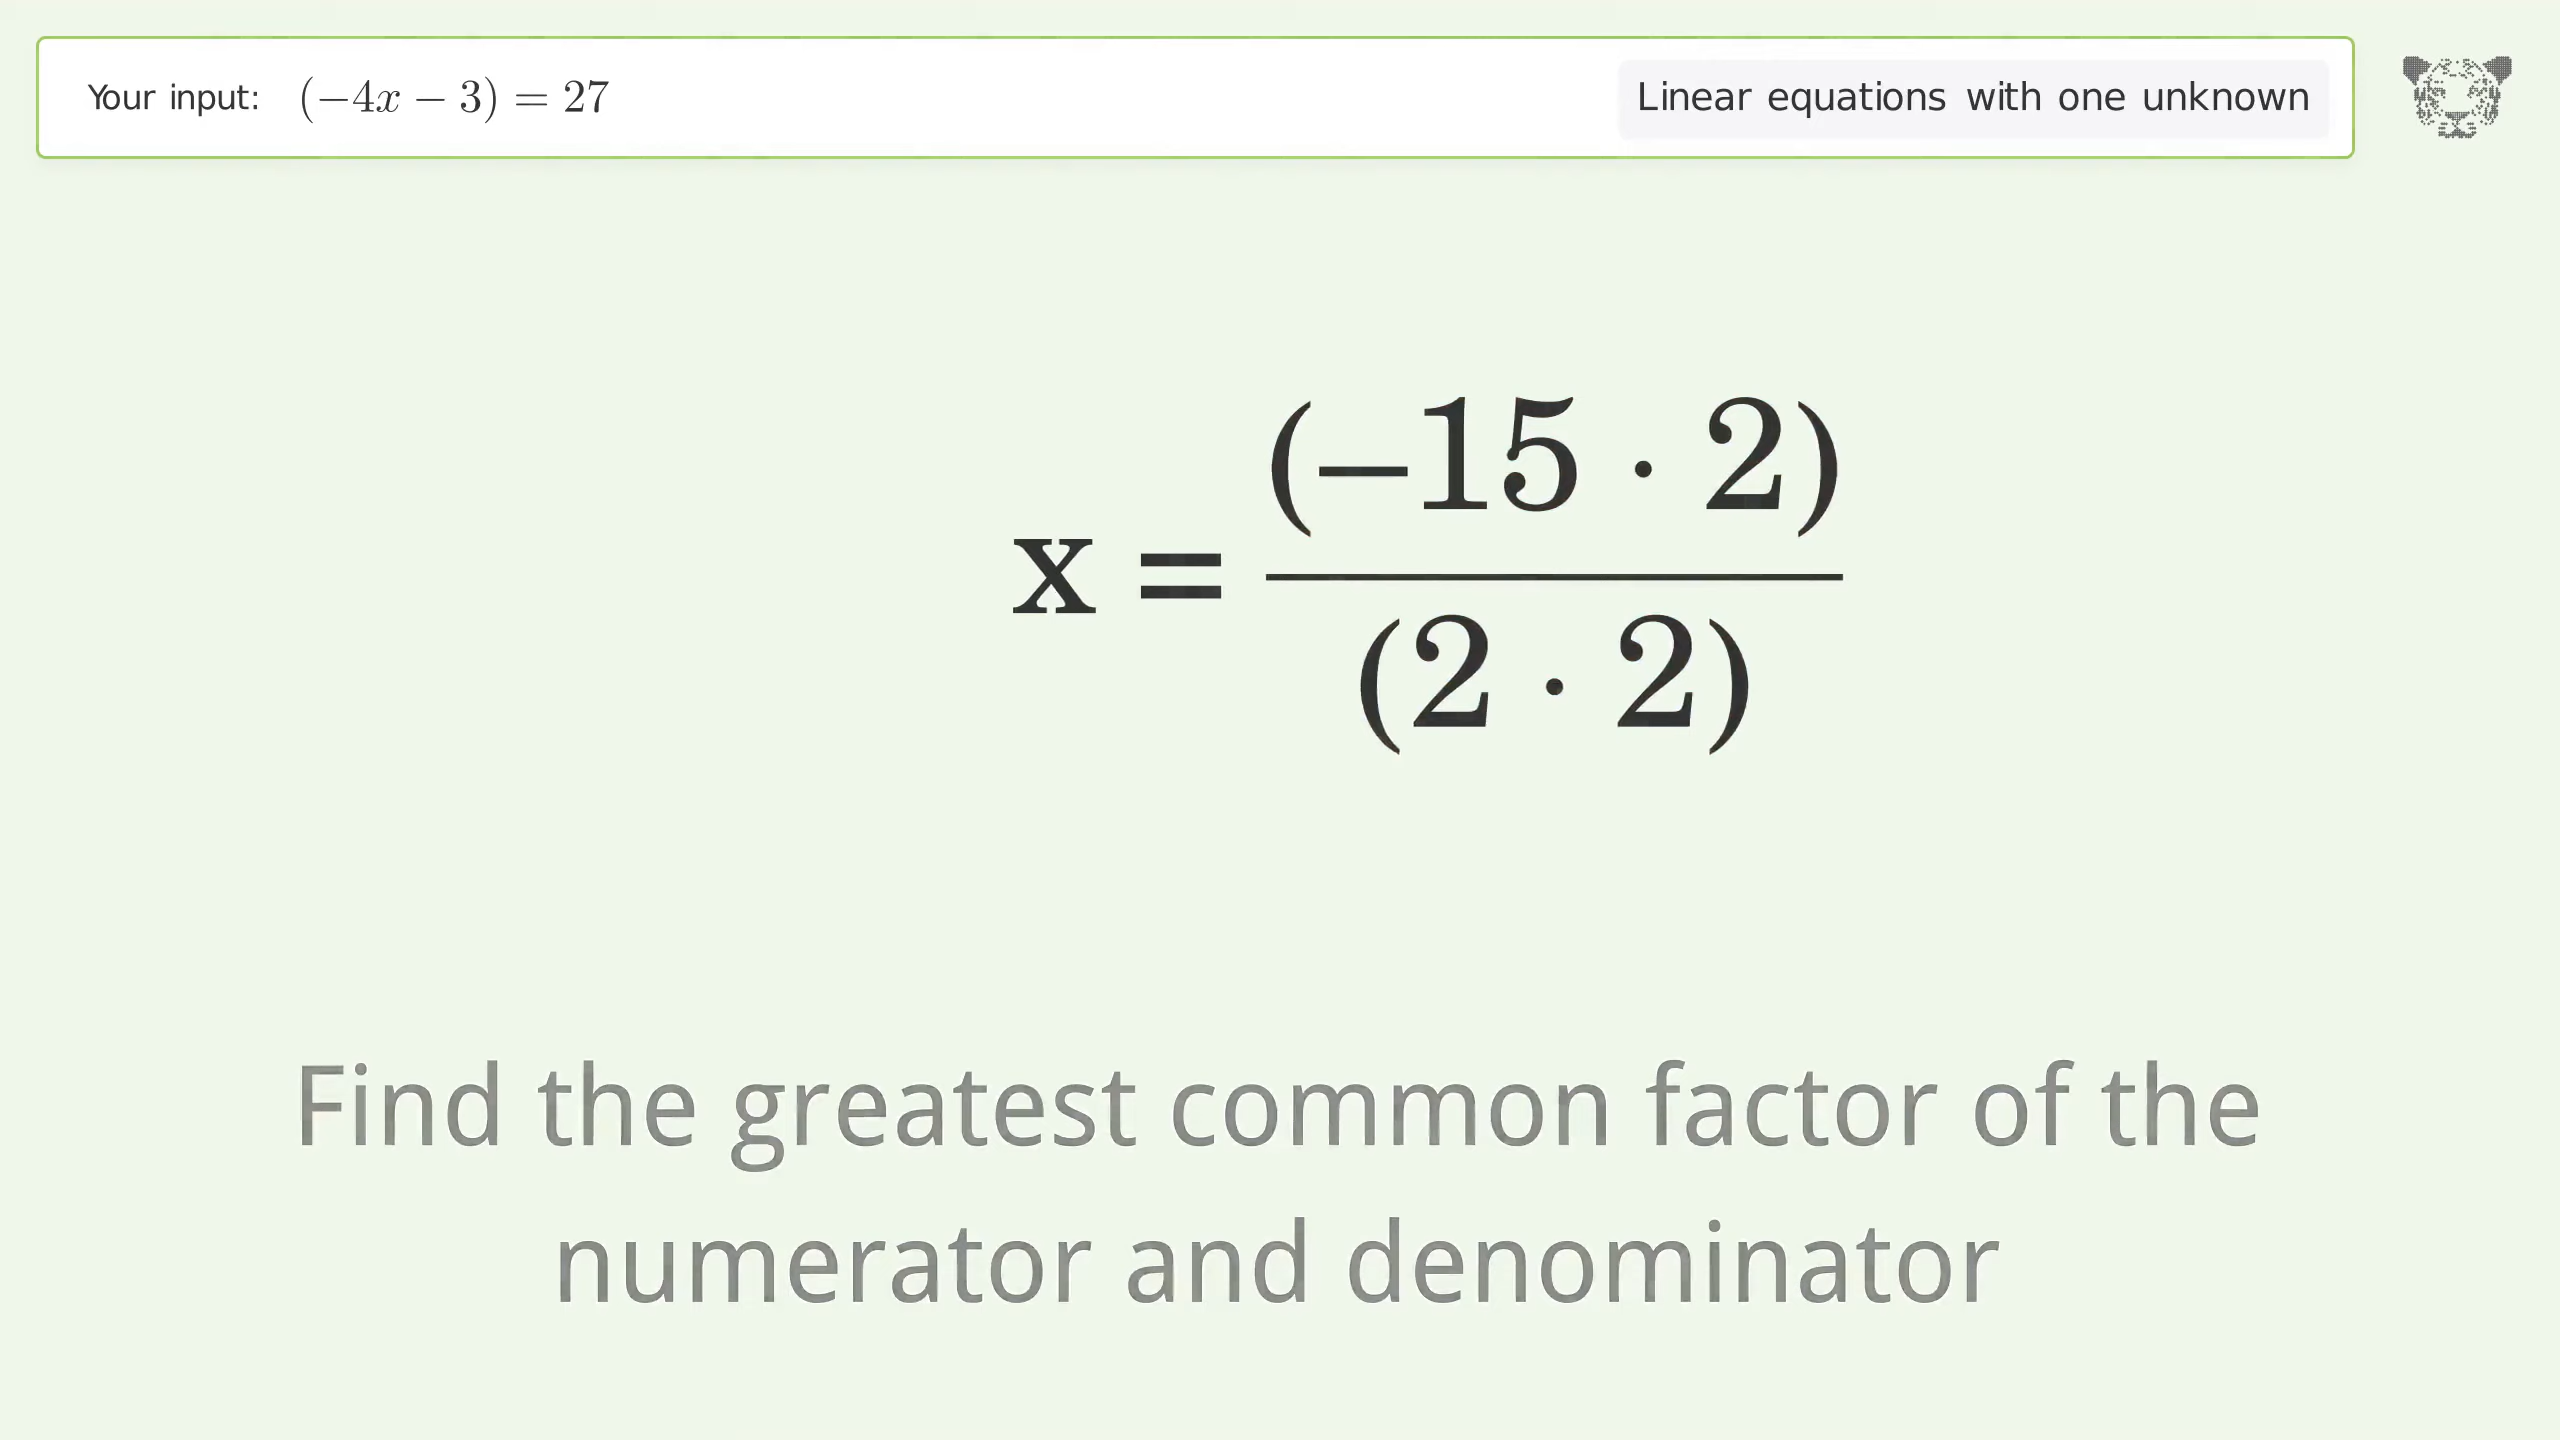 Your input: (−4x − 3) = 27
Linear equations with one unknown
x = (−15 · 2) / (2 · 2)
Find the greatest common factor of the
numerator and denominator